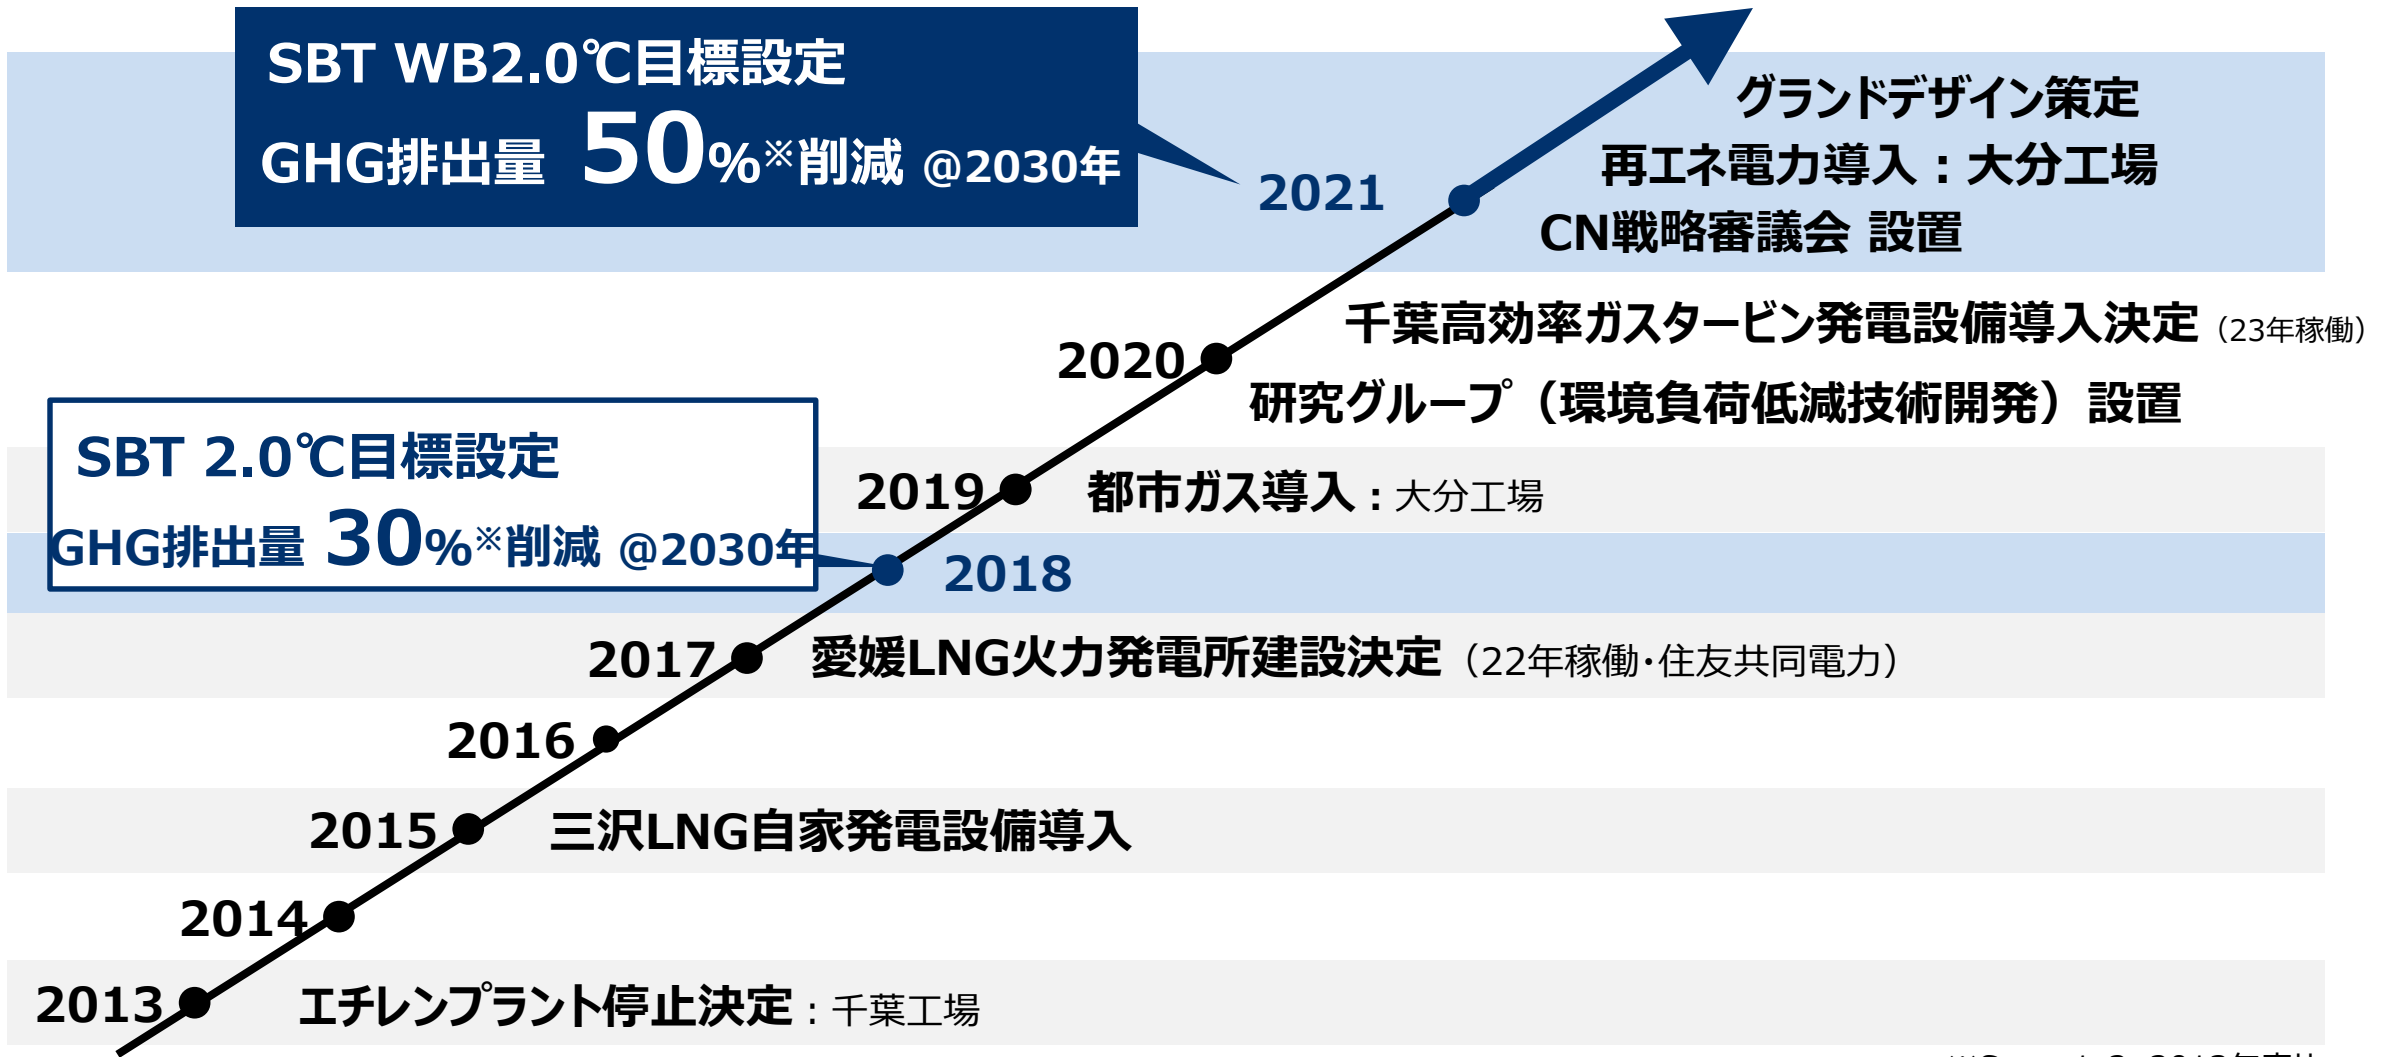 SBT WB2.0℃目標設定
GHG排出量 50%※削減 @2030年
グランドデザイン策定
再エネ電力導入：大分工場
2021
CN戦略審議会 設置
千葉高効率ガスタービン発電設備導入決定（23年稼働）
2020
研究グループ（環境負荷低減技術開発）設置
SBT 2.0℃目標設定
GHG排出量 30%※削減 @2030年
2019
都市ガス導入：大分工場
2018
2017
愛媛LNG火力発電所建設決定（22年稼働・住友共同電力）
2016
2015
三沢LNG自家発電設備導入
2014
2013
エチレンプラント停止決定：千葉工場